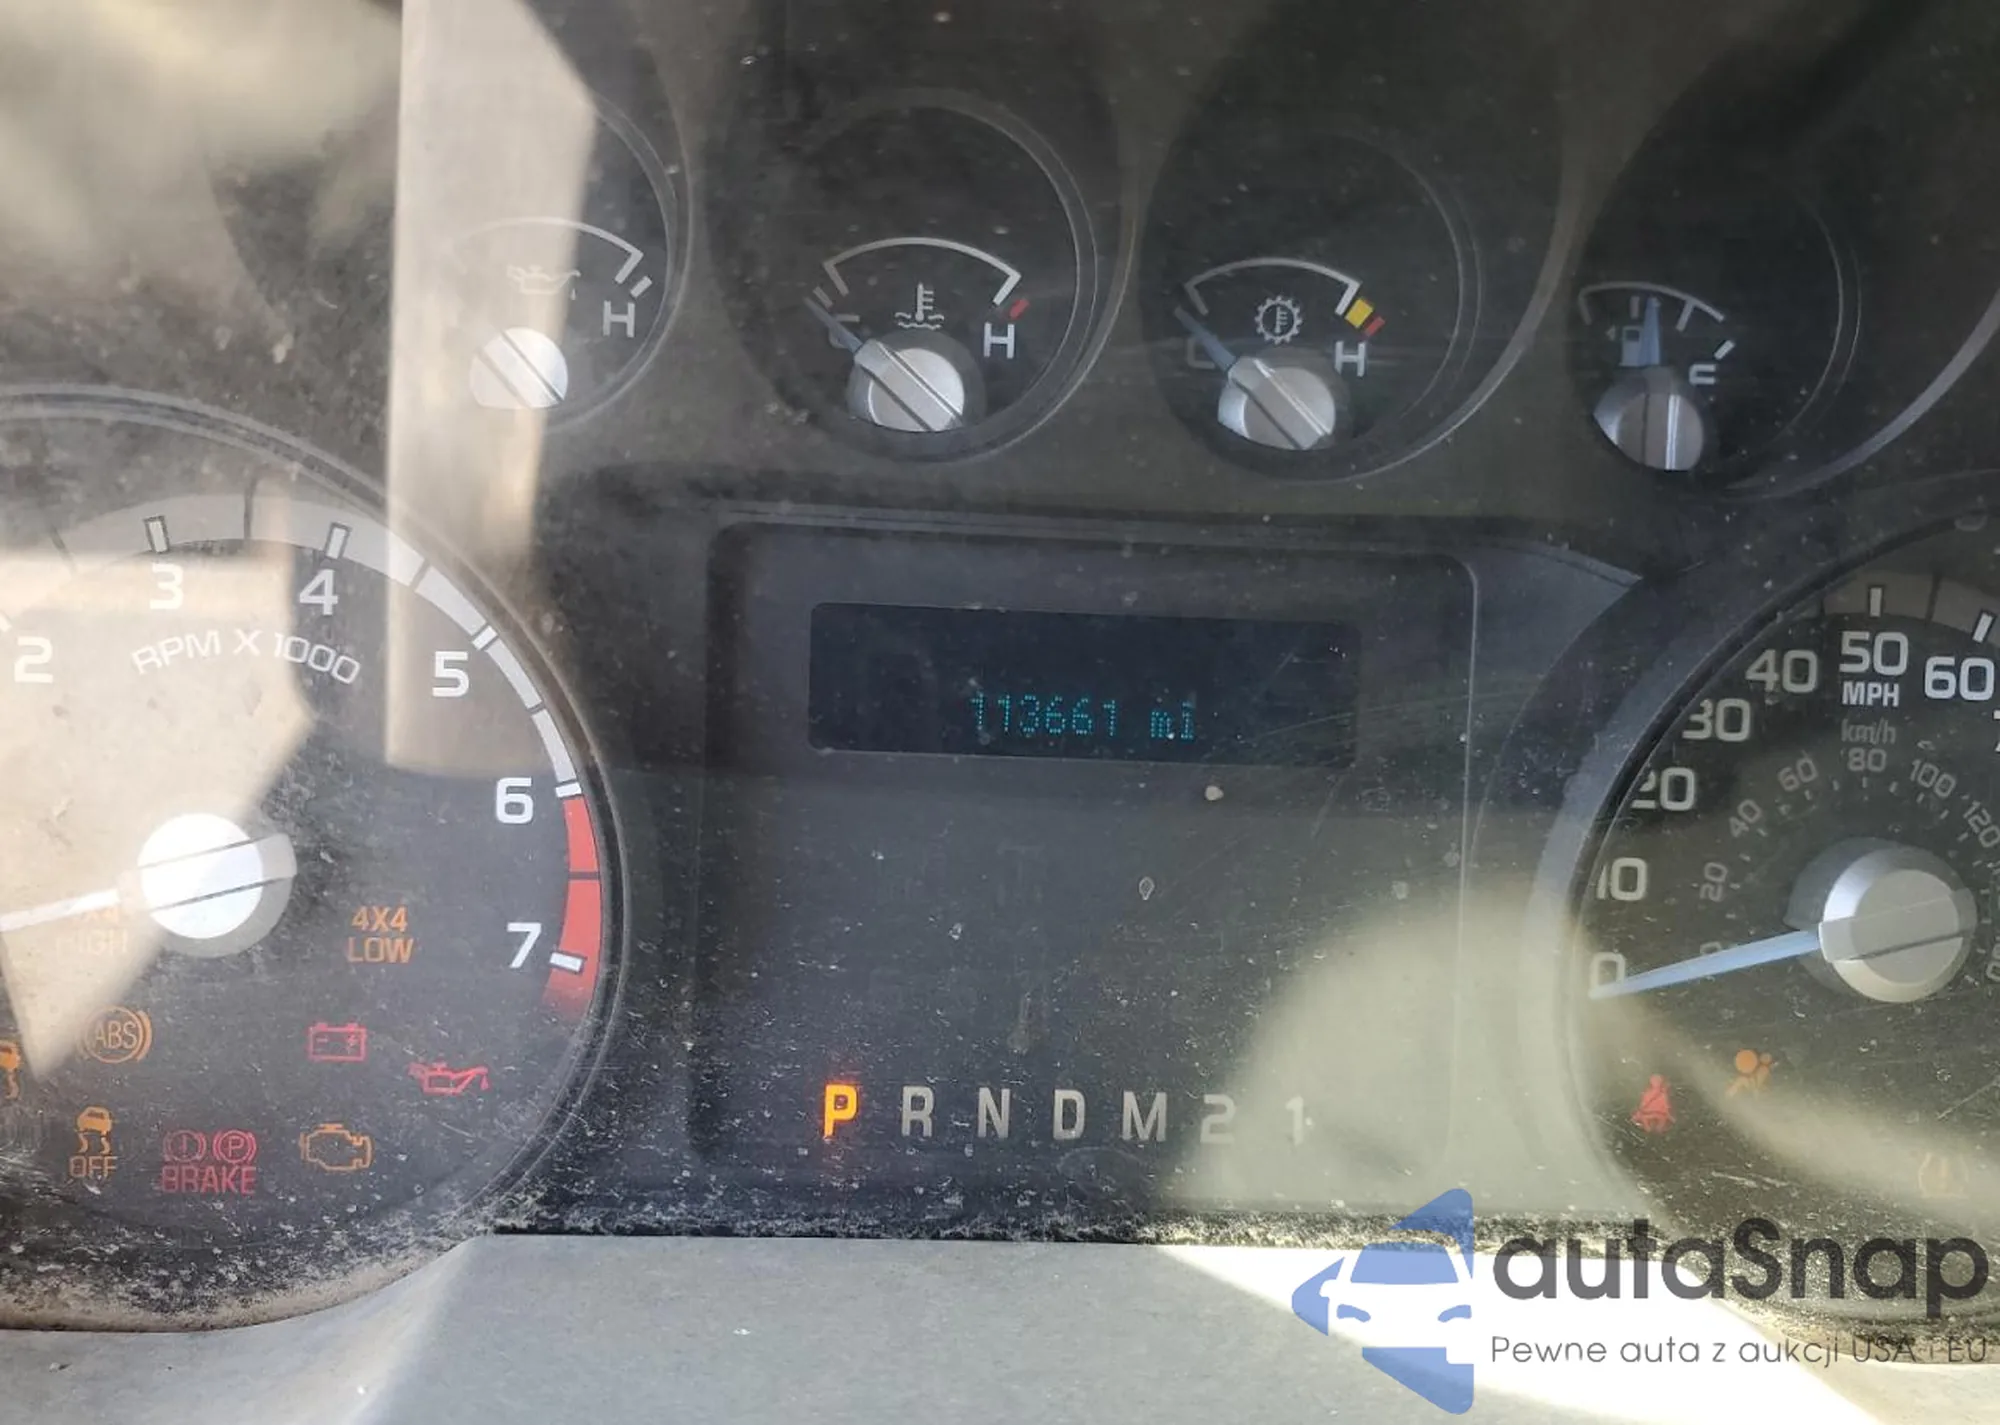 H
H
H
3
4
2
RPM X 1000
5
6
7
4X4
HIGH
4X4
LOW
ABS
OFF
BRAKE
113661 mi
P R N D M 2 1
0
10
20
30
40
50
60
MPH
km/h
20
40
60
80
100
120
autaSnap
Pewne auta z aukcji USA i EU